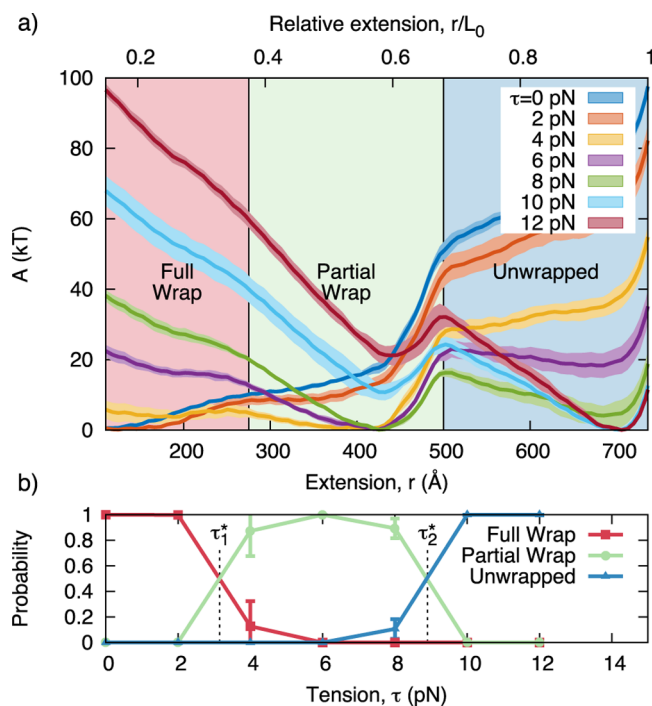 a)
Relative extension, r/L₀
0.2 0.4 0.6 0.8 1
100
80
60
40
20
0
A (kT)
τ=0 pN
2 pN
4 pN
6 pN
8 pN
10 pN
12 pN
Full Wrap
Partial Wrap
Unwrapped
200 300 400 500 600 700
Extension, r (Å)
b)
1
0.8
0.6
0.4
0.2
0
Probability
τ₁*
τ₂*
Full Wrap
Partial Wrap
Unwrapped
0 2 4 6 8 10 12 14
Tension, τ (pN)